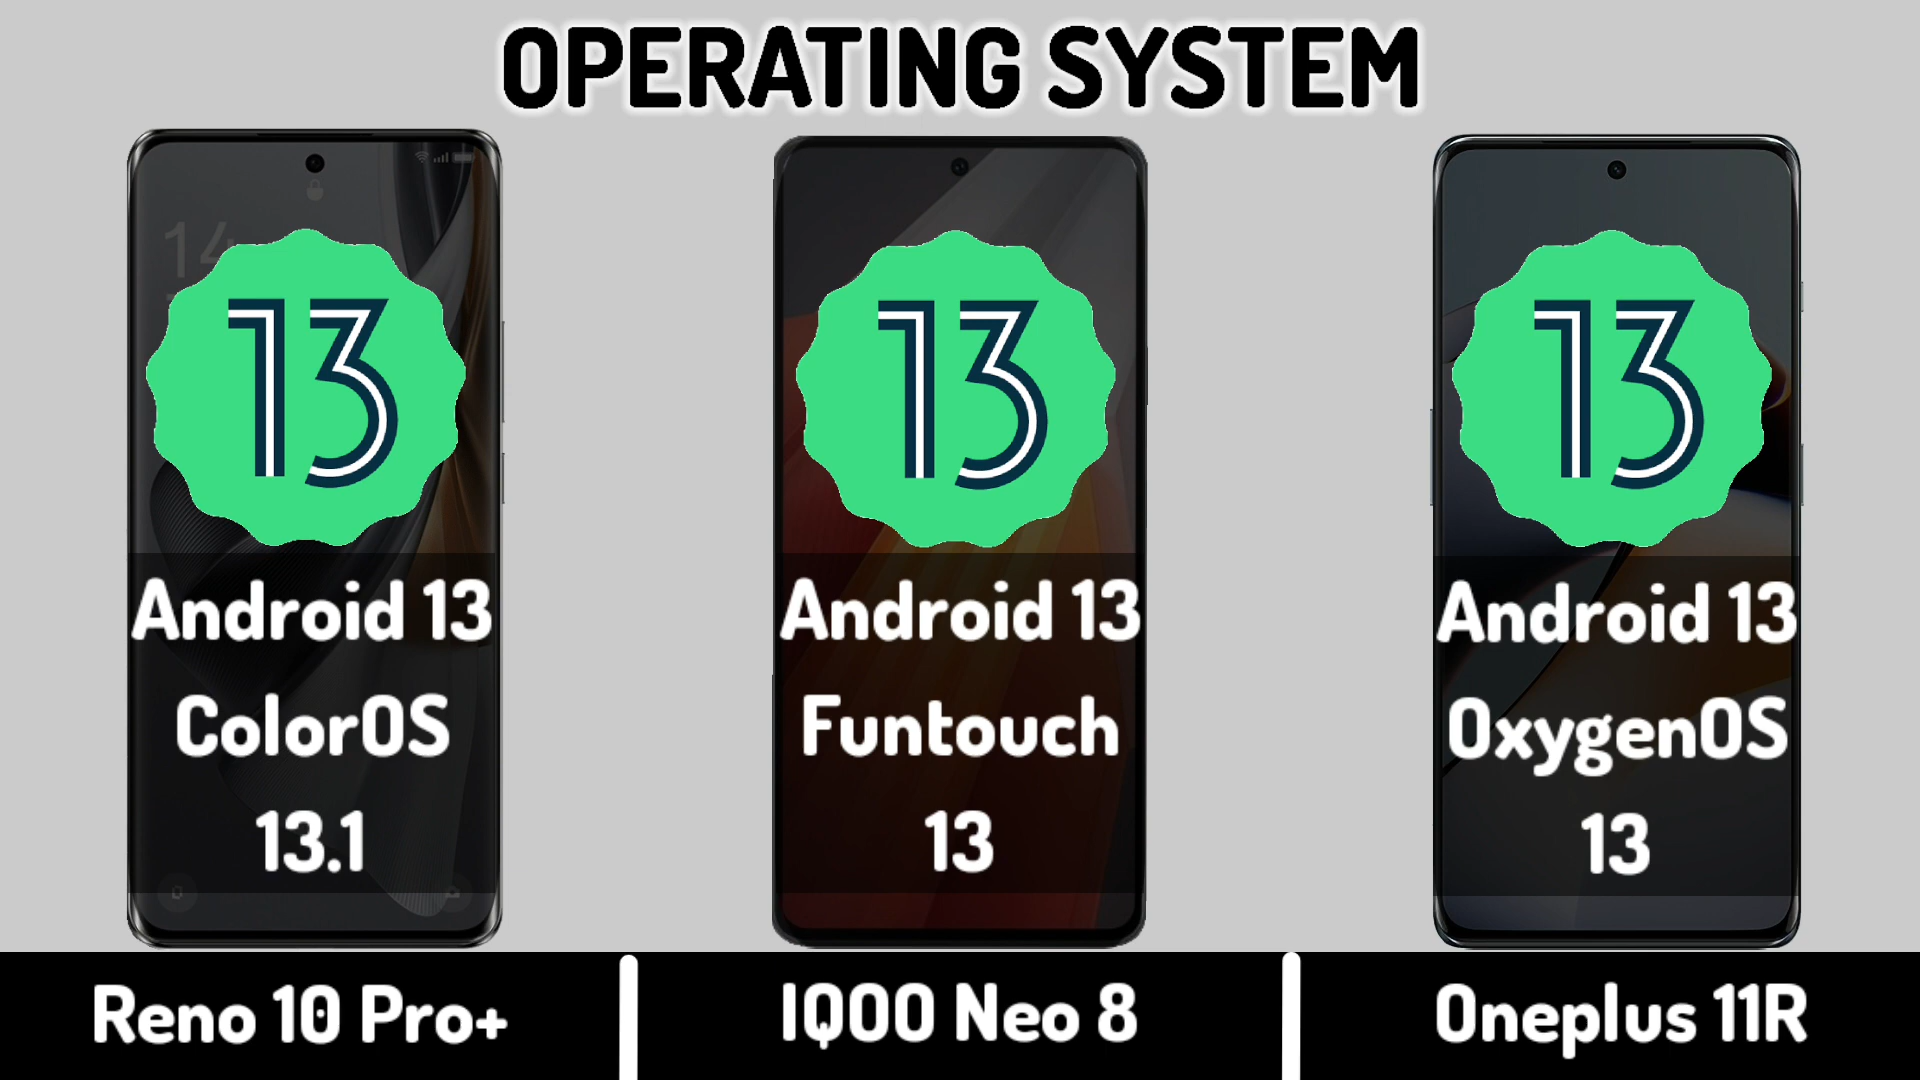 OPERATING SYSTEM
14
13
Android 13
ColorOS
13.1
13
Android 13
Funtouch
13
13
Android 13
OxygenOS
13
Reno 10 Pro+
IQOO Neo 8
Oneplus 11R